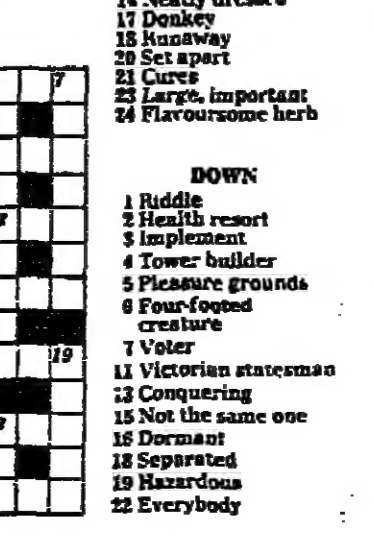 17 Donkey
18 Runaway
20 Set apart
21 Cures
23 Large, important
24 Flavoursome herb
7
DOWN
1 Riddle
2 Health resort
3 Implement
4 Tower builder
5 Pleasure grounds
6 Four-footed
creature
7 Voter
19
11 Victorian statesman
13 Conquering
15 Not the same one
16 Dormant
18 Separated
19 Hazardous
22 Everybody